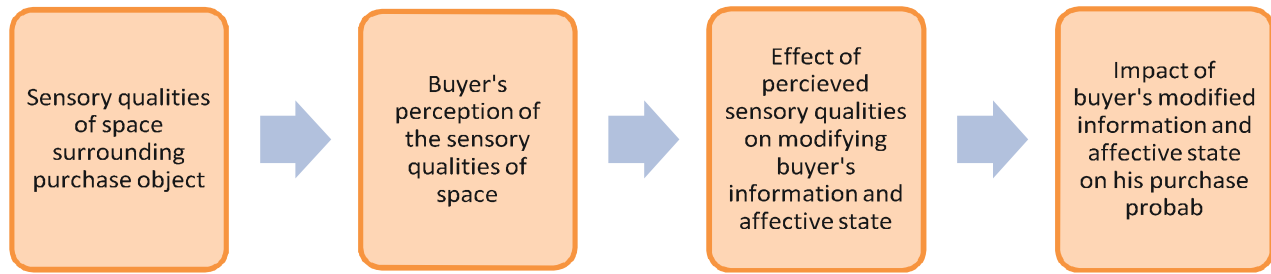 Sensory qualities
of space
surrounding
purchase object
Buyer's
perception of
the sensory
qualities of
space
Effect of
percieved
sensory qualities
on modifying
buyer's
information and
affective state
Impact of
buyer's modified
information and
affective state
on his purchase
probab